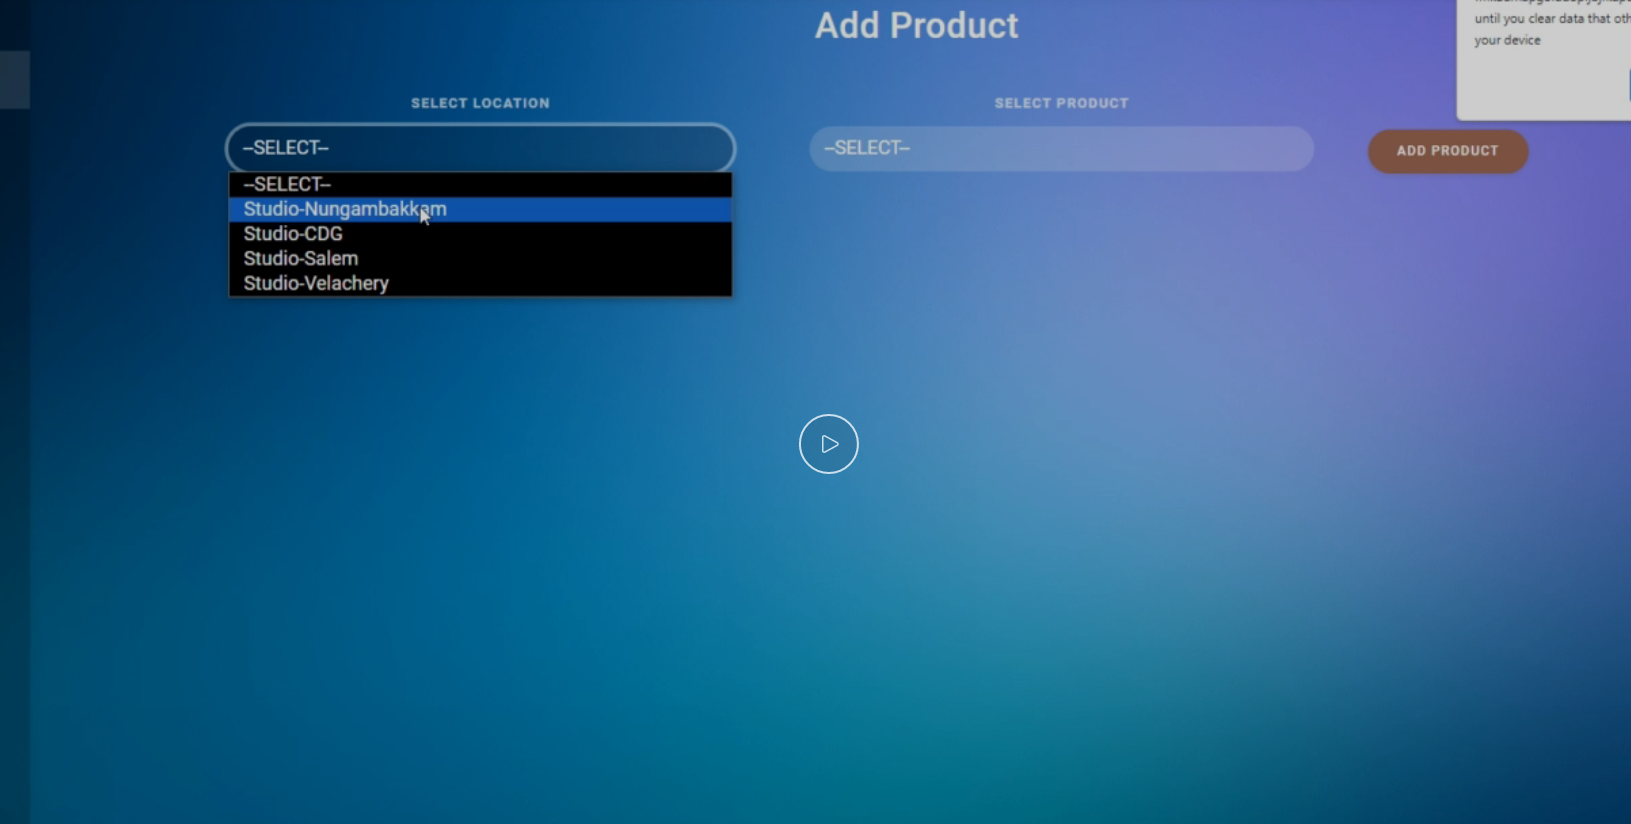 Add Product
until you clear data that oth
your device
SELECT LOCATION
SELECT PRODUCT
--SELECT--
--SELECT--
ADD PRODUCT
--SELECT--
Studio-Nungambakkam
Studio-CDG
Studio-Salem
Studio-Velachery